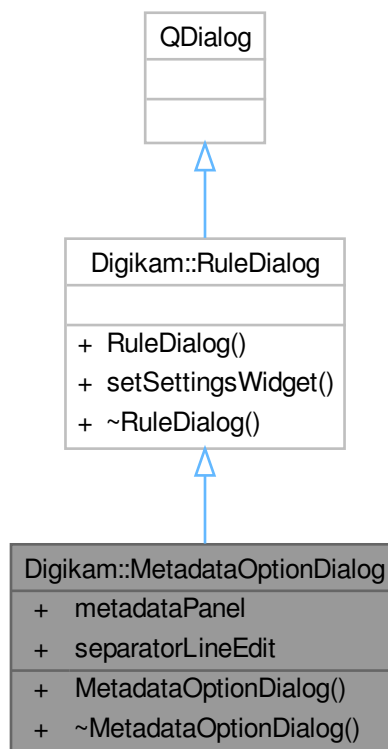 QDialog
Digikam::RuleDialog
+ RuleDialog()
+ setSettingsWidget()
+ ~RuleDialog()
Digikam::MetadataOptionDialog
+ metadataPanel
+ separatorLineEdit
+ MetadataOptionDialog()
+ ~MetadataOptionDialog()